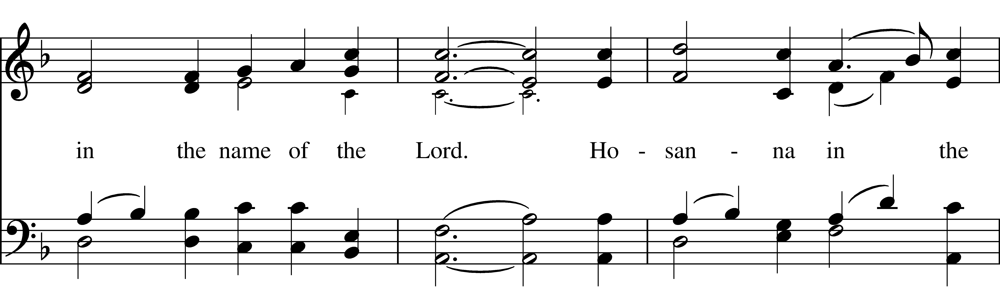 in the name of the Lord. Ho - san - na in the